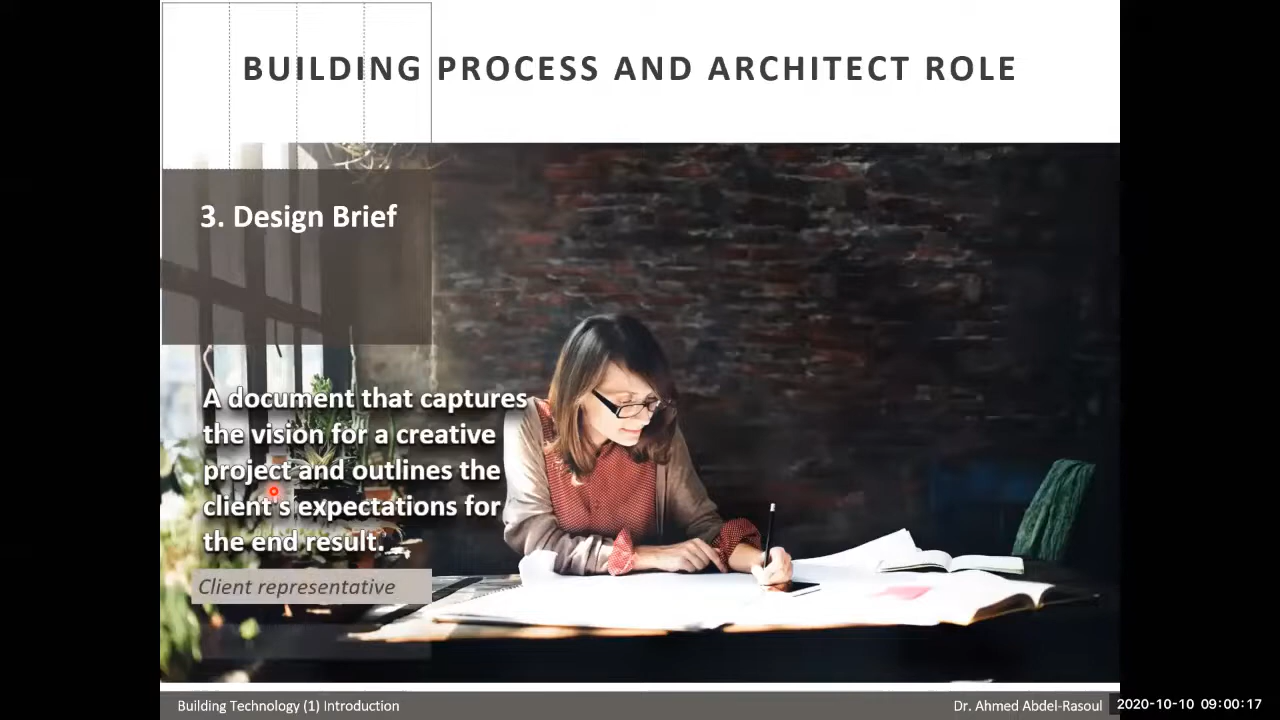 BUILDING PROCESS AND ARCHITECT ROLE
3. Design Brief
A document that captures
the vision for a creative
project and outlines the
client's expectations for
the end result.
Client representative
Building Technology (1) Introduction
Dr. Ahmed Abdel-Rasoul
2020-10-10 09:00:17